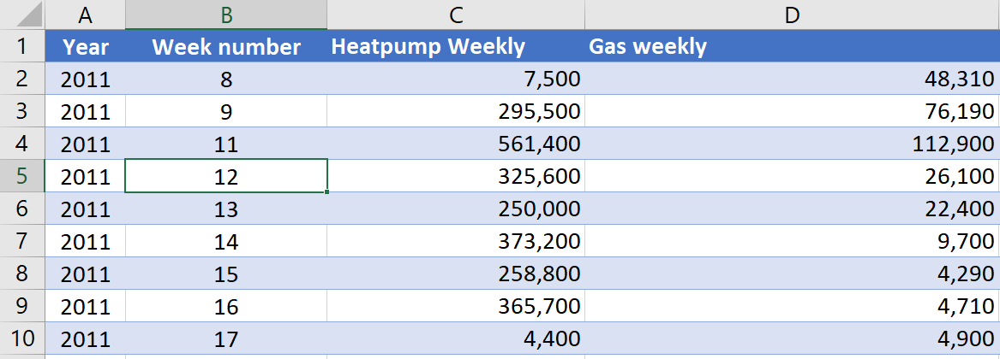 A B C D
1 Year Week number Heatpump Weekly Gas weekly
2 2011 8 7,500 48,310
3 2011 9 295,500 76,190
4 2011 11 561,400 112,900
5 2011 12 325,600 26,100
6 2011 13 250,000 22,400
7 2011 14 373,200 9,700
8 2011 15 258,800 4,290
9 2011 16 365,700 4,710
10 2011 17 4,400 4,900